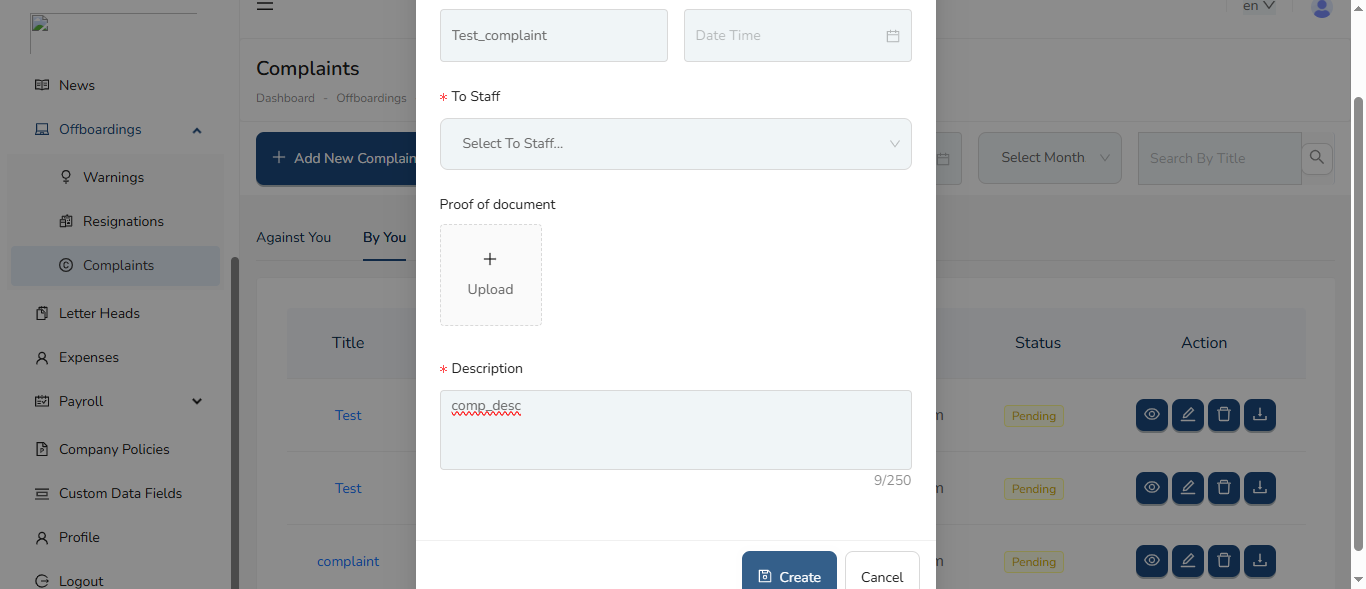 en
News
Offboardings
Warnings
Resignations
Complaints
Letter Heads
Expenses
Payroll
Company Policies
Custom Data Fields
Profile
Logout
Complaints
Dashboard - Offboardings
Add New Complain
Select Month
Search By Title
Against You
By You
Title
Status
Action
Test
Pending
Test
Pending
complaint
Pending
Test_complaint
Date Time
* To Staff
Select To Staff...
Proof of document
Upload
* Description
comp_desc
9/250
Create
Cancel